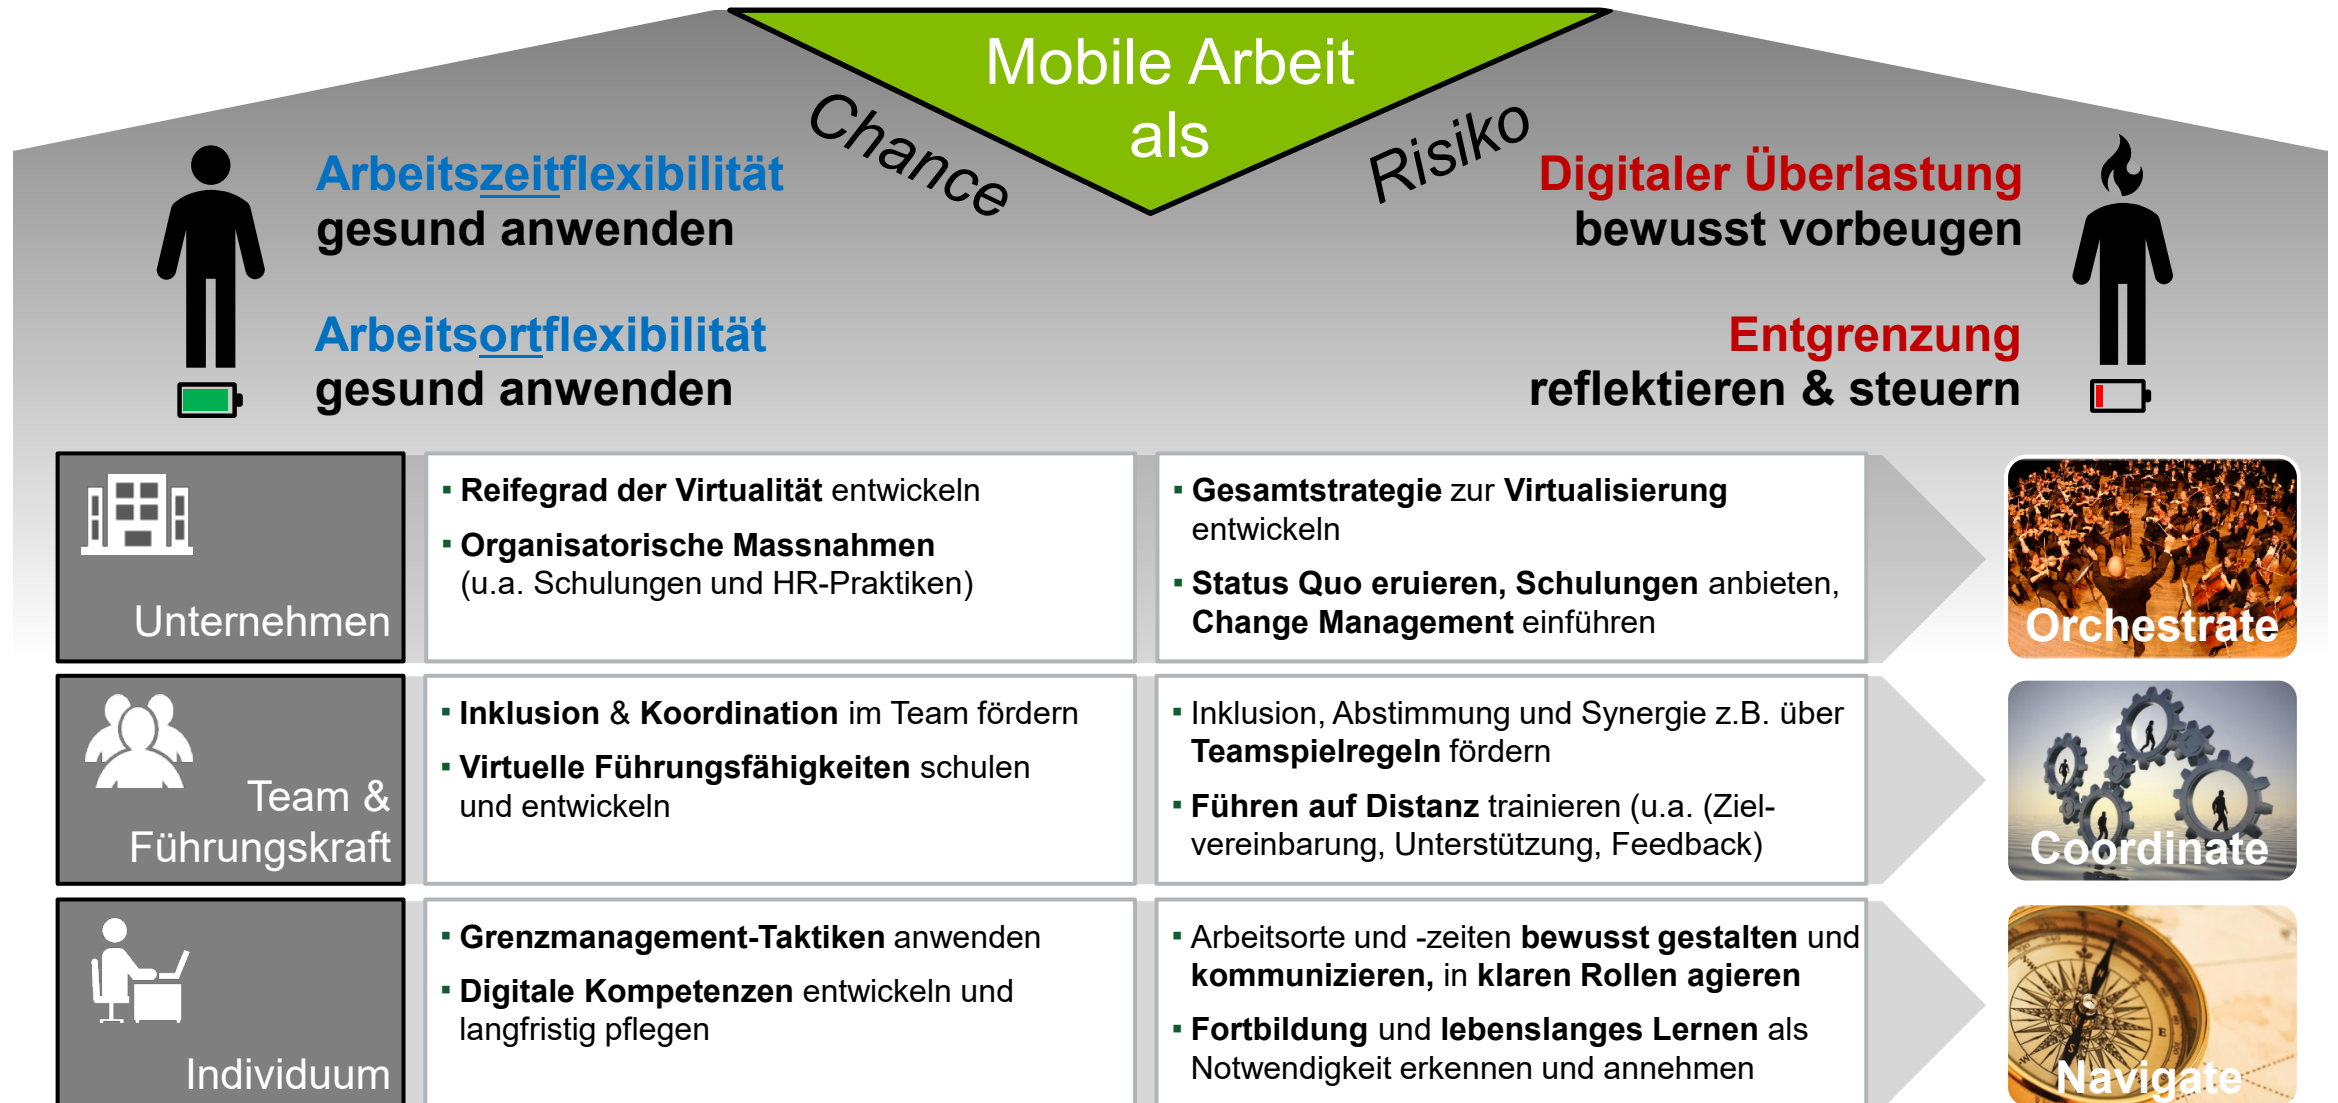 Mobile Arbeit
als
Chance
Risiko
Arbeitszeitflexibilität
gesund anwenden
Arbeitsortflexibilität
gesund anwenden
Digitaler Überlastung
bewusst vorbeugen
Entgrenzung
reflektieren & steuern
Unternehmen
▪ Reifegrad der Virtualität entwickeln
▪ Organisatorische Massnahmen
(u.a. Schulungen und HR-Praktiken)
▪ Gesamtstrategie zur Virtualisierung
entwickeln
▪ Status Quo eruieren, Schulungen anbieten,
Change Management einführen
Orchestrate
Team &
Führungskraft
▪ Inklusion & Koordination im Team fördern
▪ Virtuelle Führungsfähigkeiten schulen
und entwickeln
▪ Inklusion, Abstimmung und Synergie z.B. über
Teamspielregeln fördern
▪ Führen auf Distanz trainieren (u.a. (Ziel-
vereinbarung, Unterstützung, Feedback)
Coordinate
Individuum
▪ Grenzmanagement-Taktiken anwenden
▪ Digitale Kompetenzen entwickeln und
langfristig pflegen
▪ Arbeitsorte und -zeiten bewusst gestalten und
kommunizieren, in klaren Rollen agieren
▪ Fortbildung und lebenslanges Lernen als
Notwendigkeit erkennen und annehmen
Navigate